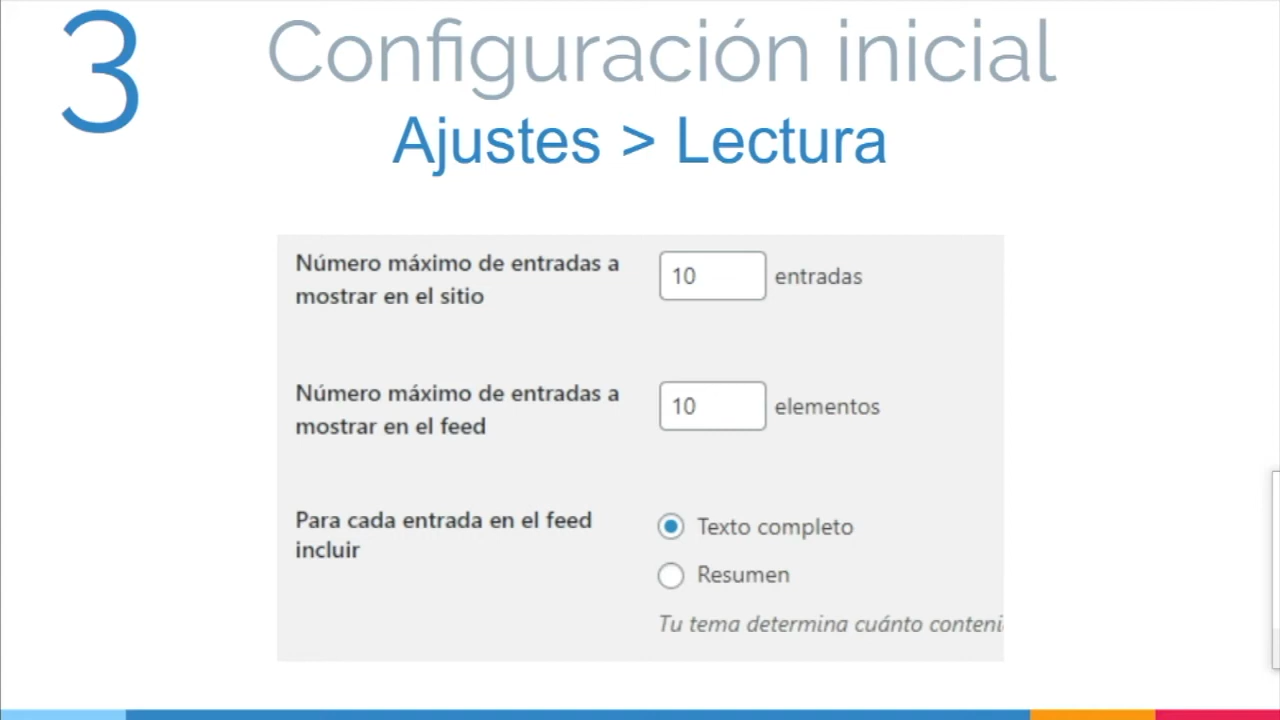 3
Configuración inicial
Ajustes > Lectura
Número máximo de entradas a
mostrar en el sitio
10 entradas
Número máximo de entradas a
mostrar en el feed
10 elementos
Para cada entrada en el feed
incluir
Texto completo
Resumen
Tu tema determina cuánto conteni